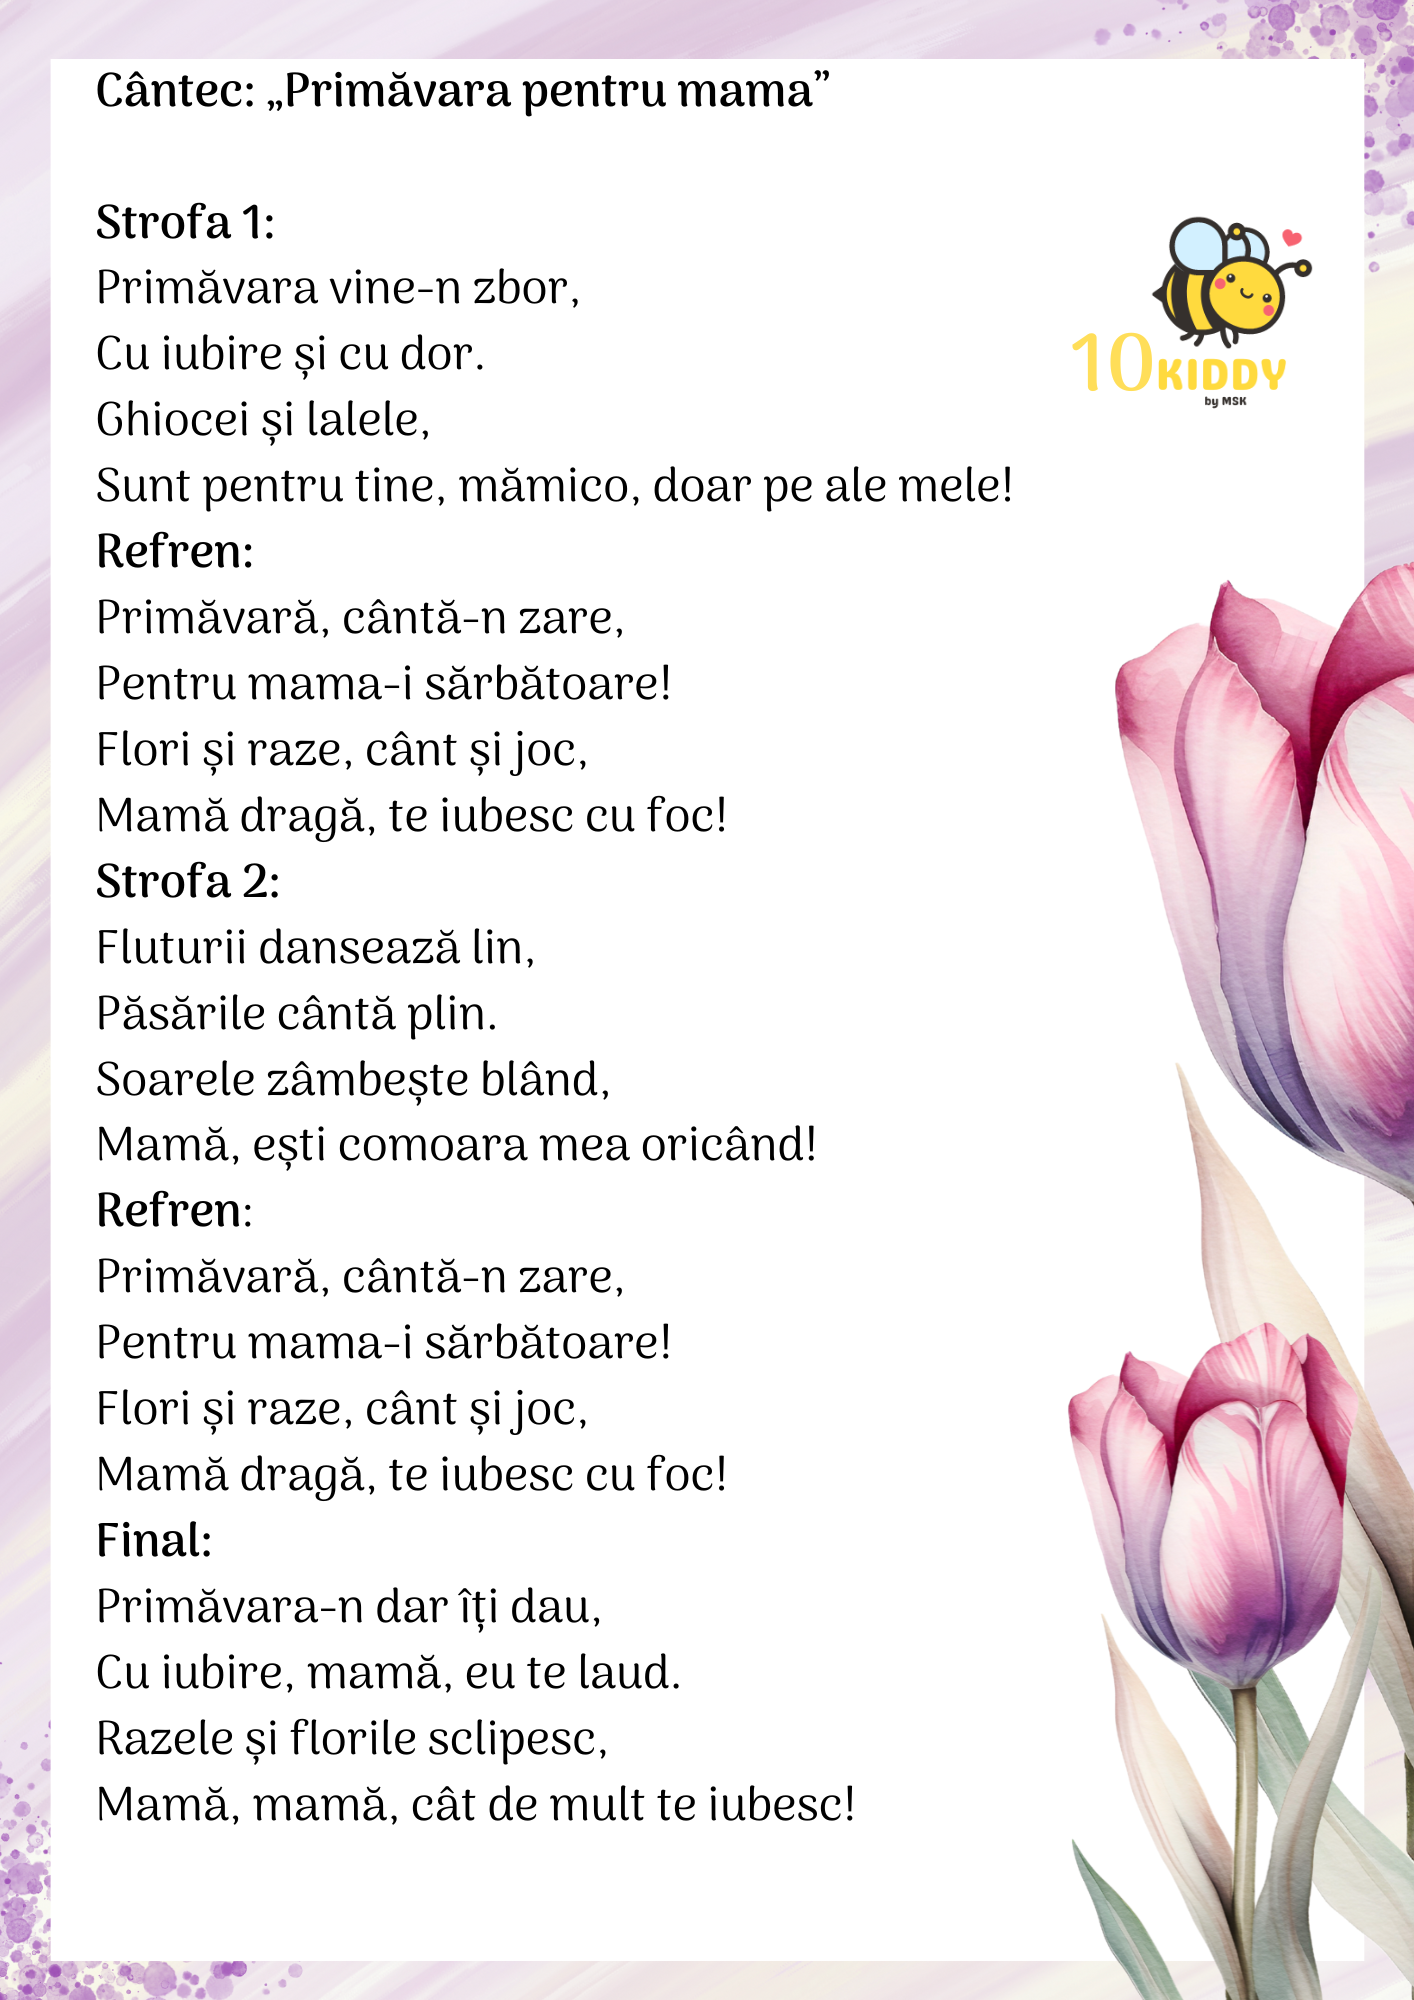 Cântec: „Primăvara pentru mama”
Strofa 1:
Primăvara vine-n zbor,
Cu iubire și cu dor.
Ghiocei și lalele,
Sunt pentru tine, mămico, doar pe ale mele!
Refren:
Primăvară, cântă-n zare,
Pentru mama-i sărbătoare!
Flori și raze, cânt și joc,
Mamă dragă, te iubesc cu foc!
Strofa 2:
Fluturii dansează lin,
Păsările cântă plin.
Soarele zâmbește blând,
Mamă, ești comoara mea oricând!
Refren:
Primăvară, cântă-n zare,
Pentru mama-i sărbătoare!
Flori și raze, cânt și joc,
Mamă dragă, te iubesc cu foc!
Final:
Primăvara-n dar îți dau,
Cu iubire, mamă, eu te laud.
Razele și florile sclipesc,
Mamă, mamă, cât de mult te iubesc!
10KIDDY
by MSK